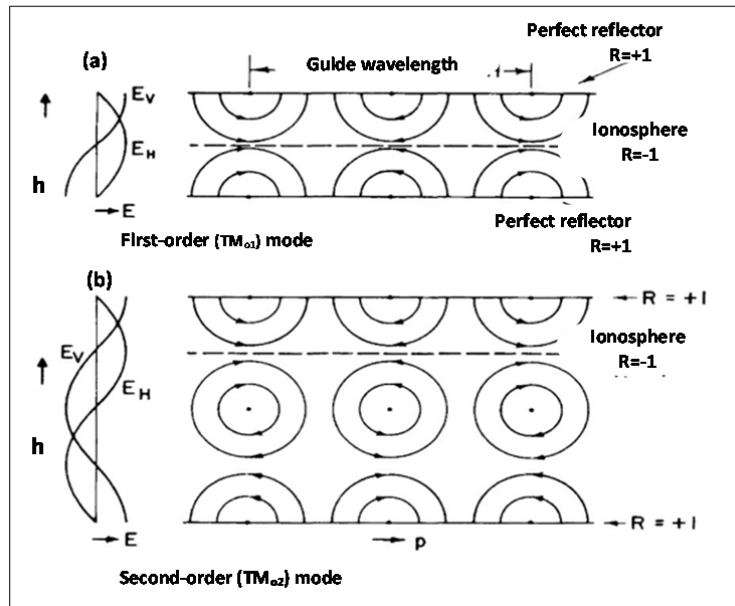 Perfect reflector
R=+1
(a)
Guide wavelength
E_V
E_H
Ionosphere
R=-1
h
E
Perfect reflector
R=+1
First-order (TM₀₁) mode
(b)
R = +1
Ionosphere
R=-1
E_V
E_H
h
E
p
R = +1
Second-order (TM₀₂) mode